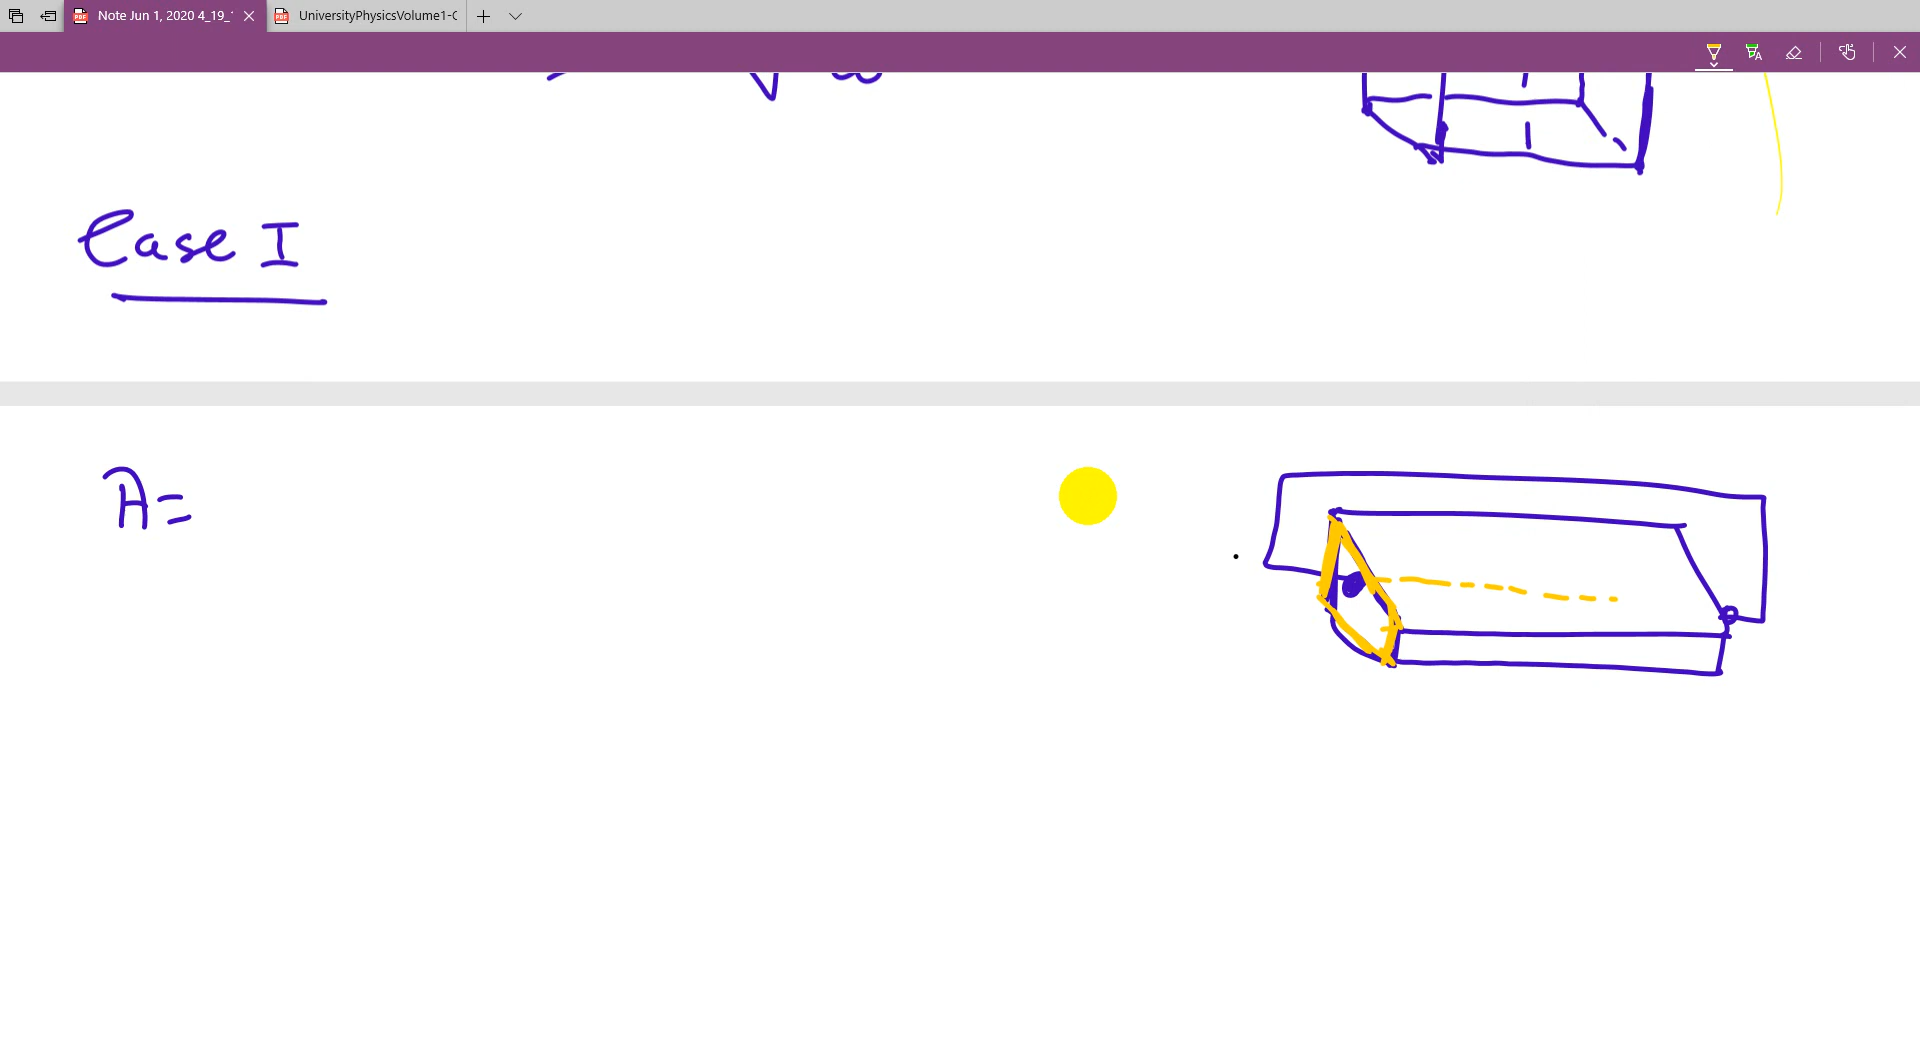 Note Jun 1, 2020 4_19_
UniversityPhysicsVolume1-
Case I
A=